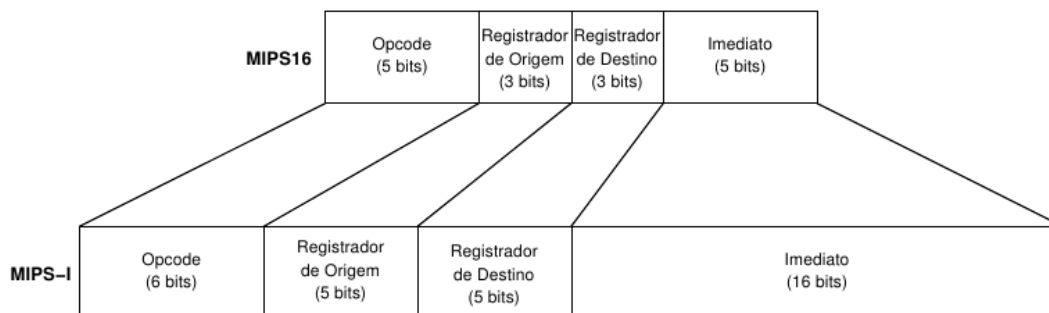 MIPS16
Opcode
(5 bits)
Registrador
de Origem
(3 bits)
Registrador
de Destino
(3 bits)
Imediato
(5 bits)
MIPS-I
Opcode
(6 bits)
Registrador
de Origem
(5 bits)
Registrador
de Destino
(5 bits)
Imediato
(16 bits)